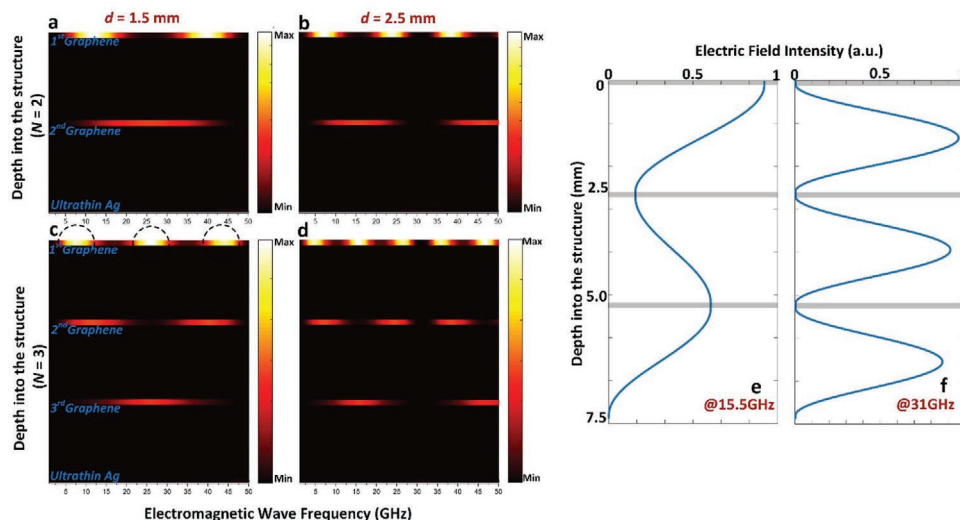 d = 1.5 mm
d = 2.5 mm
a
1st Graphene
2nd Graphene
Ultrathin Ag
5 10 15 20 25 30 35 40 45 50
Max
Min
b
5 10 15 20 25 30 35 40 45 50
Max
Min
Depth into the structure
(N = 2)
c
1st Graphene
2nd Graphene
3rd Graphene
Ultrathin Ag
5 10 15 20 25 30 35 40 45 50
Max
Min
d
5 10 15 20 25 30 35 40 45 50
Max
Min
Depth into the structure
(N = 3)
Electromagnetic Wave Frequency (GHz)
Electric Field Intensity (a.u.)
0 0.5 1
0 0.5
0
2.5
5.0
7.5
Depth into the structure (mm)
e
@15.5GHz
f
@31GHz